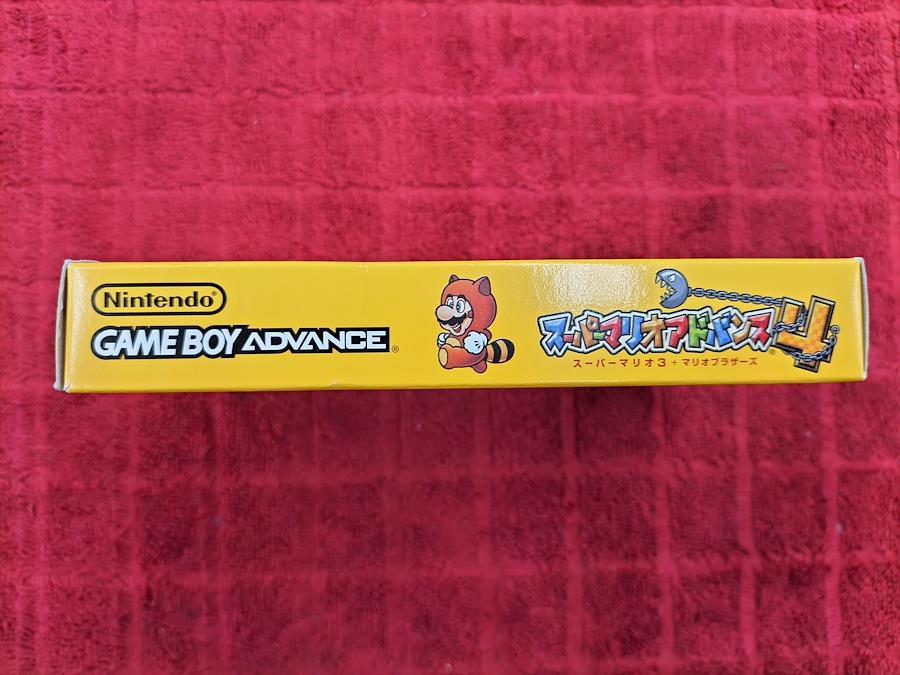 Nintendo®
GAME BOY ADVANCE®
スーパーマリオアドバンス4®
スーパーマリオ3+マリオブラザーズ